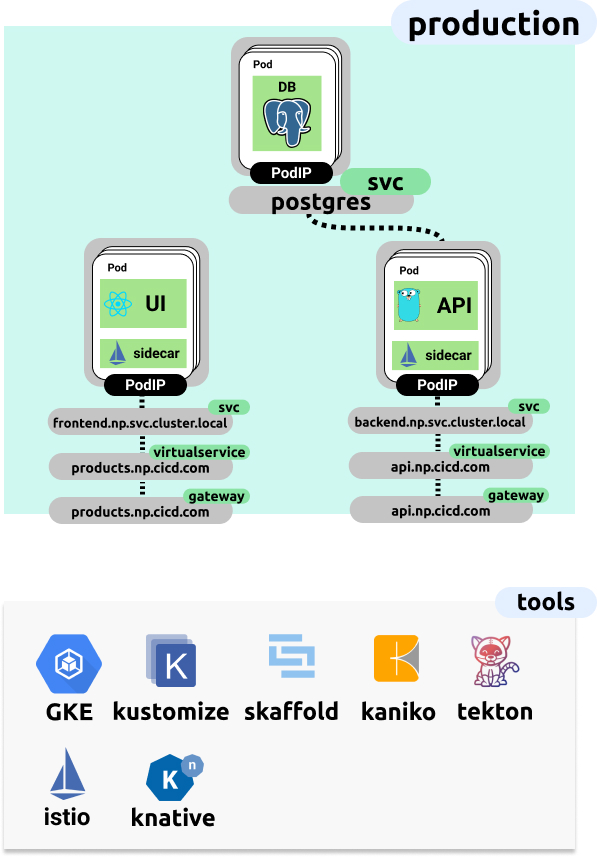 production
Pod
DB
PodIP
svc
postgres
Pod
UI
sidecar
PodIP
svc
frontend.np.svc.cluster.local
virtualservice
products.np.cicd.com
gateway
products.np.cicd.com
Pod
API
sidecar
PodIP
svc
backend.np.svc.cluster.local
virtualservice
api.np.cicd.com
gateway
api.np.cicd.com
tools
GKE
K
kustomize
skaffold
kaniko
tekton
istio
K
n
knative